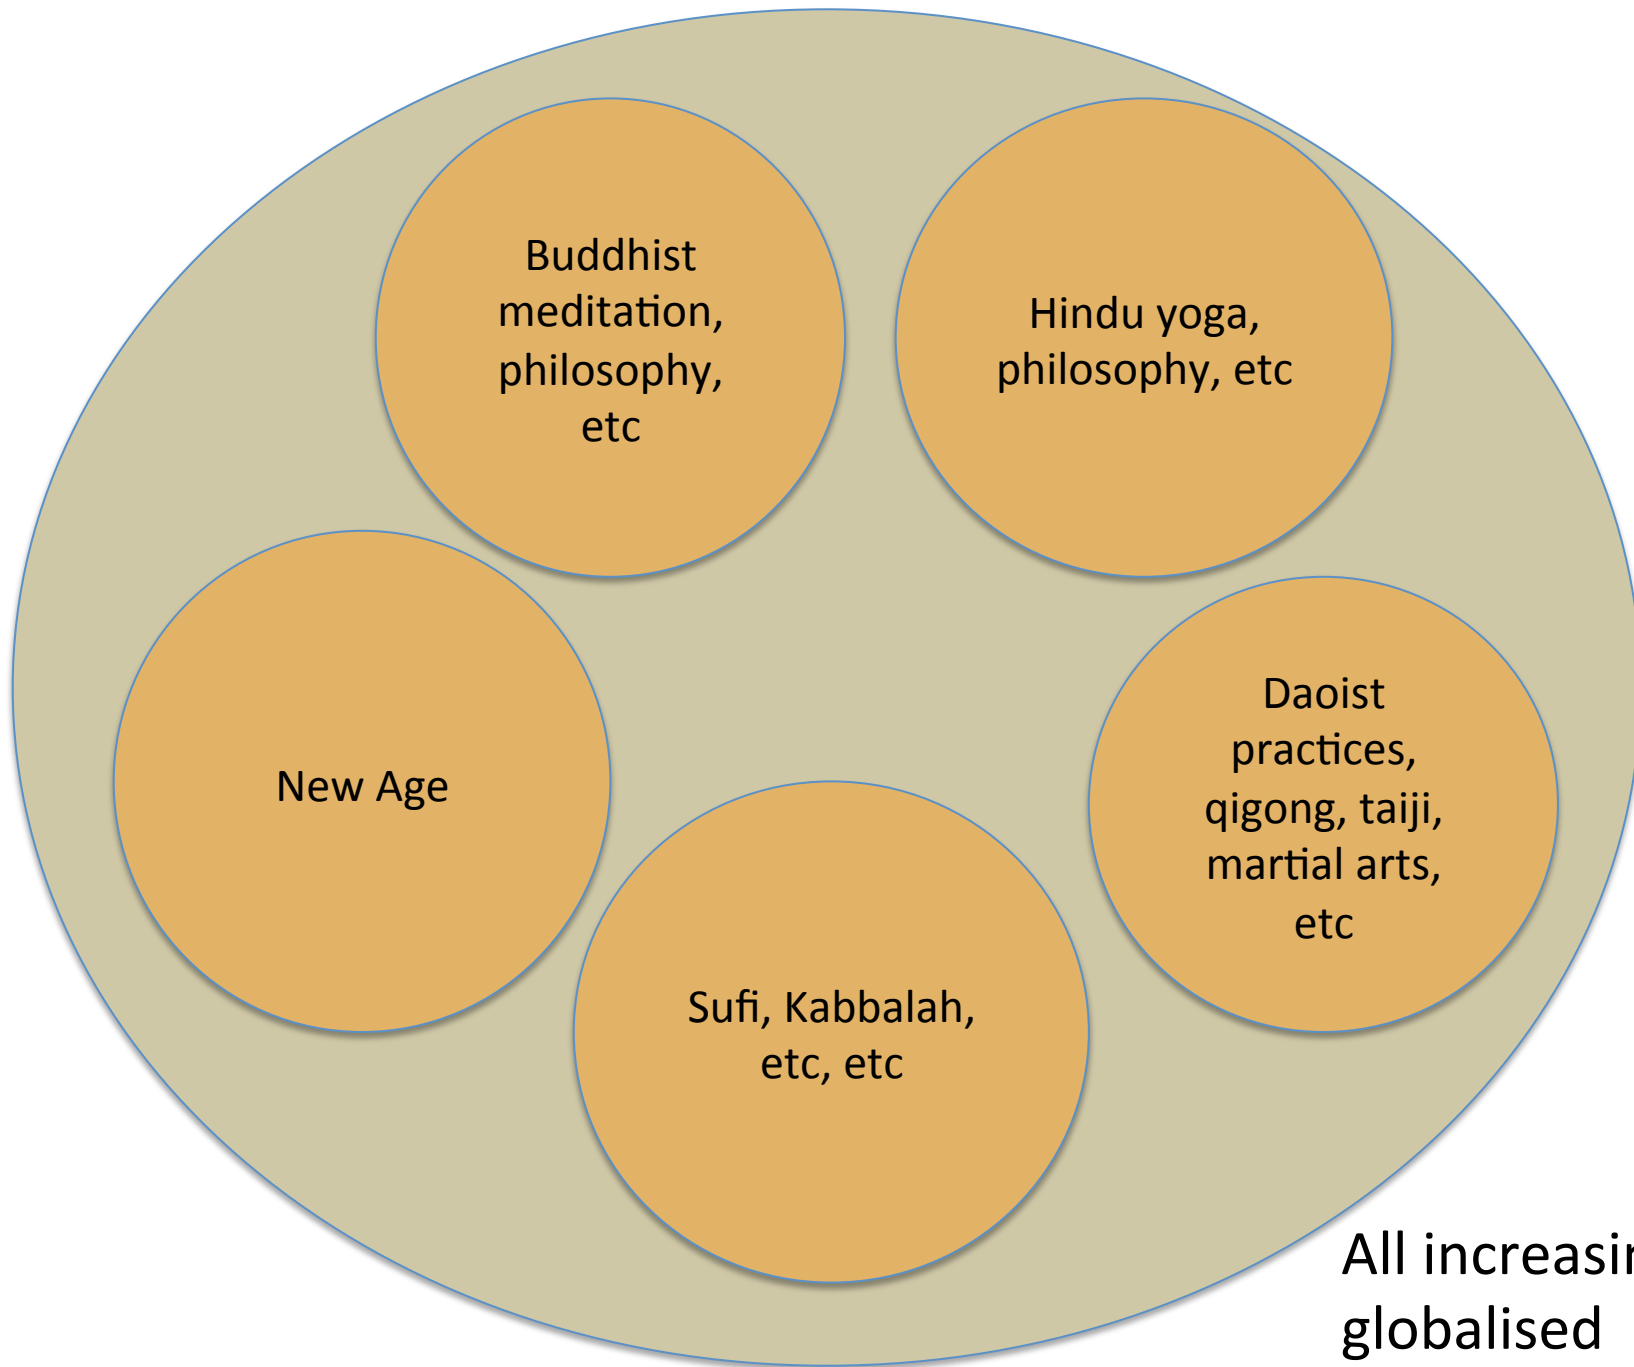 Buddhist
meditation,
philosophy,
etc
Hindu yoga,
philosophy, etc
New Age
Daoist
practices,
qigong, taiji,
martial arts,
etc
Sufi, Kabbalah,
etc, etc
All
globalised